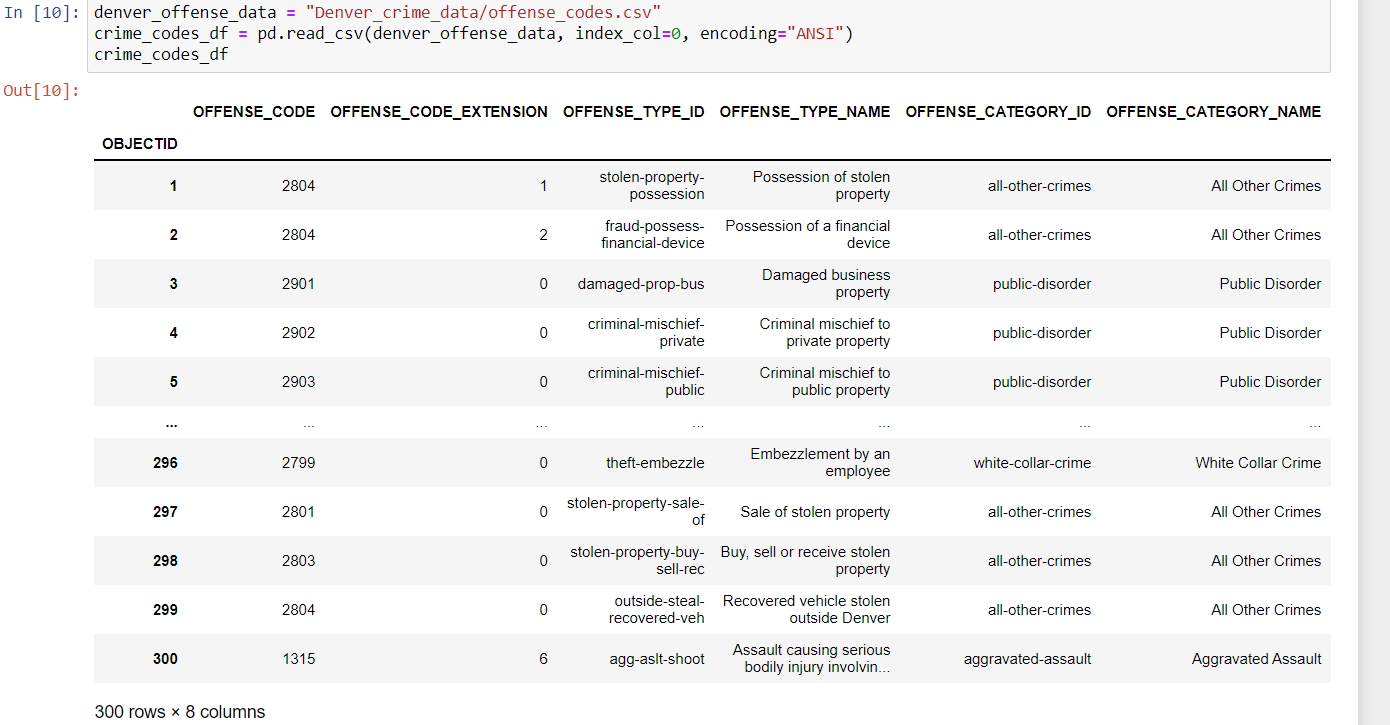 In [10]: denver_offense_data = "Denver_crime_data/offense_codes.csv"
crime_codes_df = pd.read_csv(denver_offense_data, index_col=0, encoding="ANSI")
crime_codes_df
Out[10]:
OFFENSE_CODE OFFENSE_CODE_EXTENSION OFFENSE_TYPE_ID OFFENSE_TYPE_NAME OFFENSE_CATEGORY_ID OFFENSE_CATEGORY_NAME
OBJECTID
1 2804 1 stolen-property- Possession of stolen all-other-crimes All Other Crimes
possession property
2 2804 2 fraud-possess- Possession of a financial all-other-crimes All Other Crimes
financial-device device
3 2901 0 damaged-prop-bus Damaged business public-disorder Public Disorder
property
4 2902 0 criminal-mischief- Criminal mischief to public-disorder Public Disorder
private private property
5 2903 0 criminal-mischief- Criminal mischief to public-disorder Public Disorder
public public property
... ... ... ... ... ... ...
296 2799 0 theft-embezzle Embezzlement by an white-collar-crime White Collar Crime
employee
297 2801 0 stolen-property-sale- Sale of stolen property all-other-crimes All Other Crimes
of
298 2803 0 stolen-property-buy- Buy, sell or receive stolen all-other-crimes All Other Crimes
sell-rec property
299 2804 0 outside-steal- Recovered vehicle stolen all-other-crimes All Other Crimes
recovered-veh outside Denver
300 1315 6 agg-aslt-shoot Assault causing serious aggravated-assault Aggravated Assault
bodily injury involvin...
300 rows × 8 columns